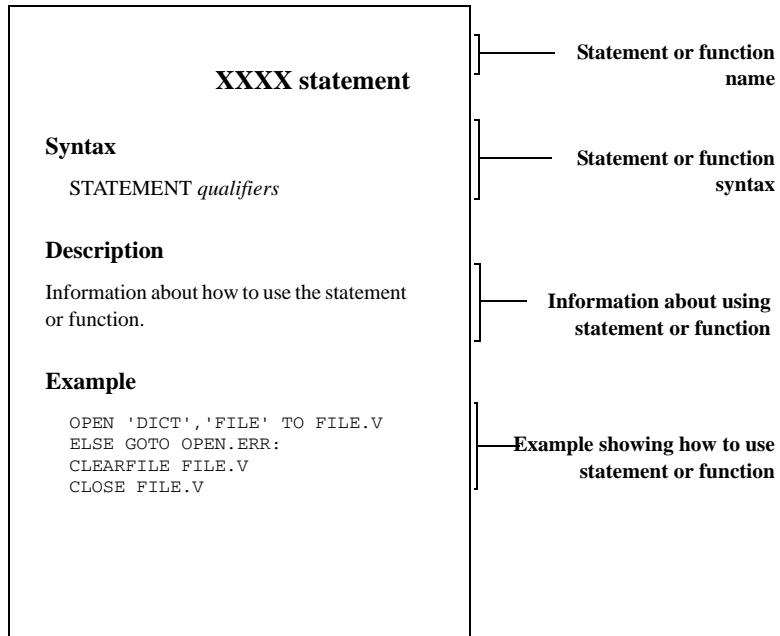 XXXX statement
Syntax
STATEMENT qualifiers
Description
Information about how to use the statement
or function.
Example
OPEN 'DICT','FILE' TO FILE.V
ELSE GOTO OPEN.ERR:
CLEARFILE FILE.V
CLOSE FILE.V
Statement or function
name
Statement or function
syntax
Information about using
statement or function
Example showing how to use
statement or function